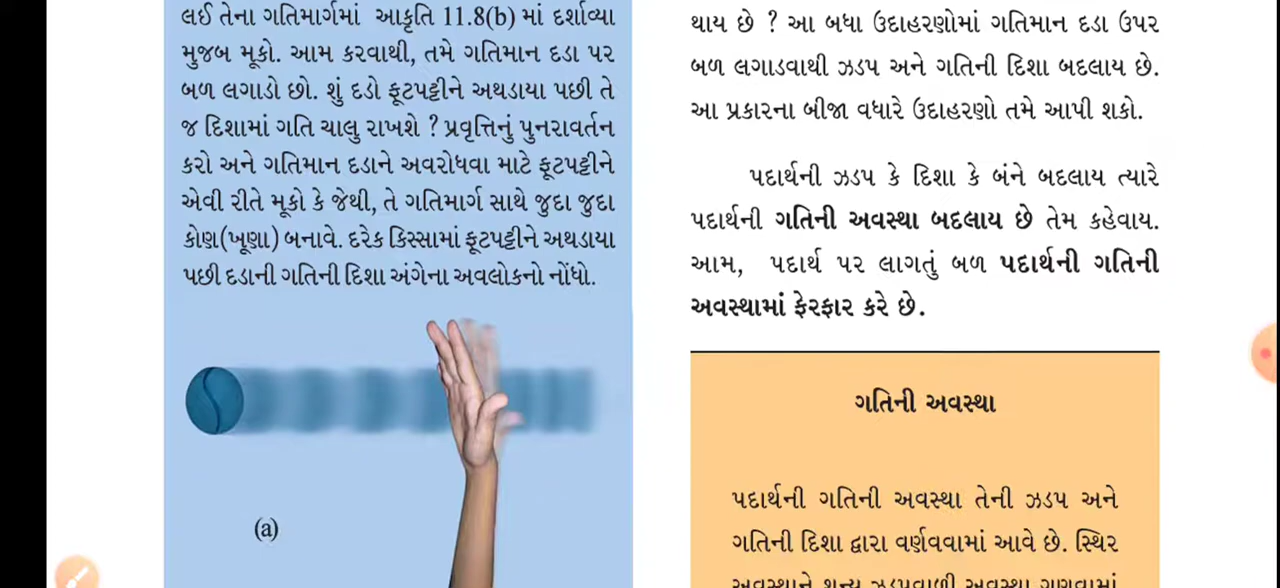 લઈ તેના ગતિમાર્ગમાં આકૃતિ 11.8(b) માં દર્શાવ્યા
મુજબ મૂકો. આમ કરવાથી, તમે ગતિમાન દડા પર
બળ લગાડો છો. શું દડો ફૂટપટ્ટીને અથડાયા પછી તે
જ દિશામાં ગતિ ચાલુ રાખશે ? પ્રવૃત્તિનું પુનરાવર્તન
કરો અને ગતિમાન દડાને અવરોધવા માટે ફૂટપટ્ટીને
એવી રીતે મૂકો કે જેથી, તે ગતિમાર્ગ સાથે જુદા જુદા
કોણ(ખૂણા) બનાવે. દરેક કિસ્સામાં ફૂટપટ્ટીને અથડાયા
પછી દડાની ગતિની દિશા અંગેના અવલોકનો નોંધો.
(a)
થાય છે ? આ બધા ઉદાહરણોમાં ગતિમાન દડા ઉપર
બળ લગાડવાથી ઝડપ અને ગતિની દિશા બદલાય છે.
આ પ્રકારના બીજા વધારે ઉદાહરણો તમે આપી શકો.
પદાર્થની ઝડપ કે દિશા કે બંને બદલાય ત્યારે
પદાર્થની ગતિની અવસ્થા બદલાય છે તેમ કહેવાય.
આમ, પદાર્થ પર લાગતું બળ પદાર્થની ગતિની
અવસ્થામાં ફેરફાર કરે છે.
ગતિની અવસ્થા
પદાર્થની ગતિની અવસ્થા તેની ઝડપ અને
ગતિની દિશા દ્વારા વર્ણવવામાં આવે છે. સ્થિર
અવસ્થાને શૂન્ય ઝડપવાળી અવસ્થા ગણવામાં